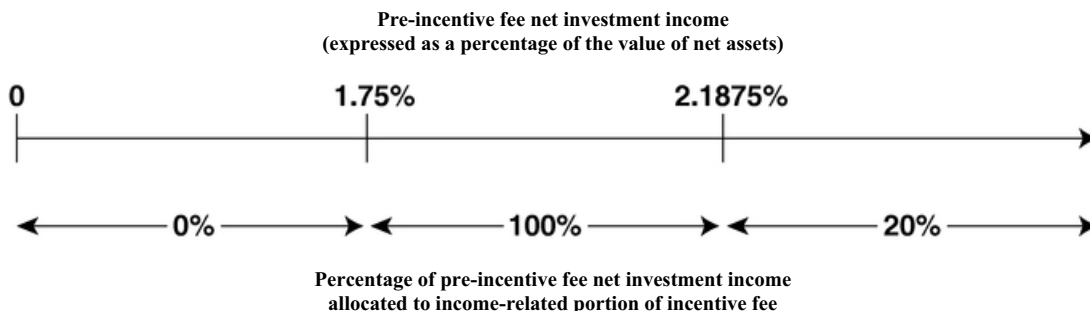 Pre-incentive fee net investment income
(expressed as a percentage of the value of net assets)
0 1.75% 2.1875%
0% 100% 20%
Percentage of pre-incentive fee net investment income
allocated to income-related portion of incentive fee